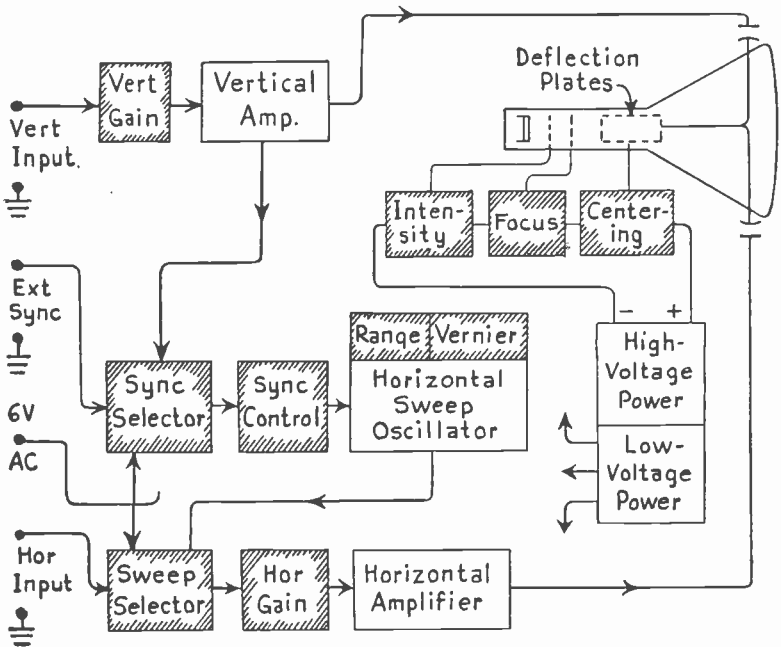 Vert
Gain
Vertical
Amp.
Vert
Input.
Deflection
Plates
Inten-
sity
Focus
Center-
ing
Ext
Sync
Range
Vernier
Horizontal
Sweep
Oscillator
Sync
Selector
Sync
Control
6V
AC
− +
High-
Voltage
Power
Low-
Voltage
Power
Hor
Input
Sweep
Selector
Hor
Gain
Horizontal
Amplifier